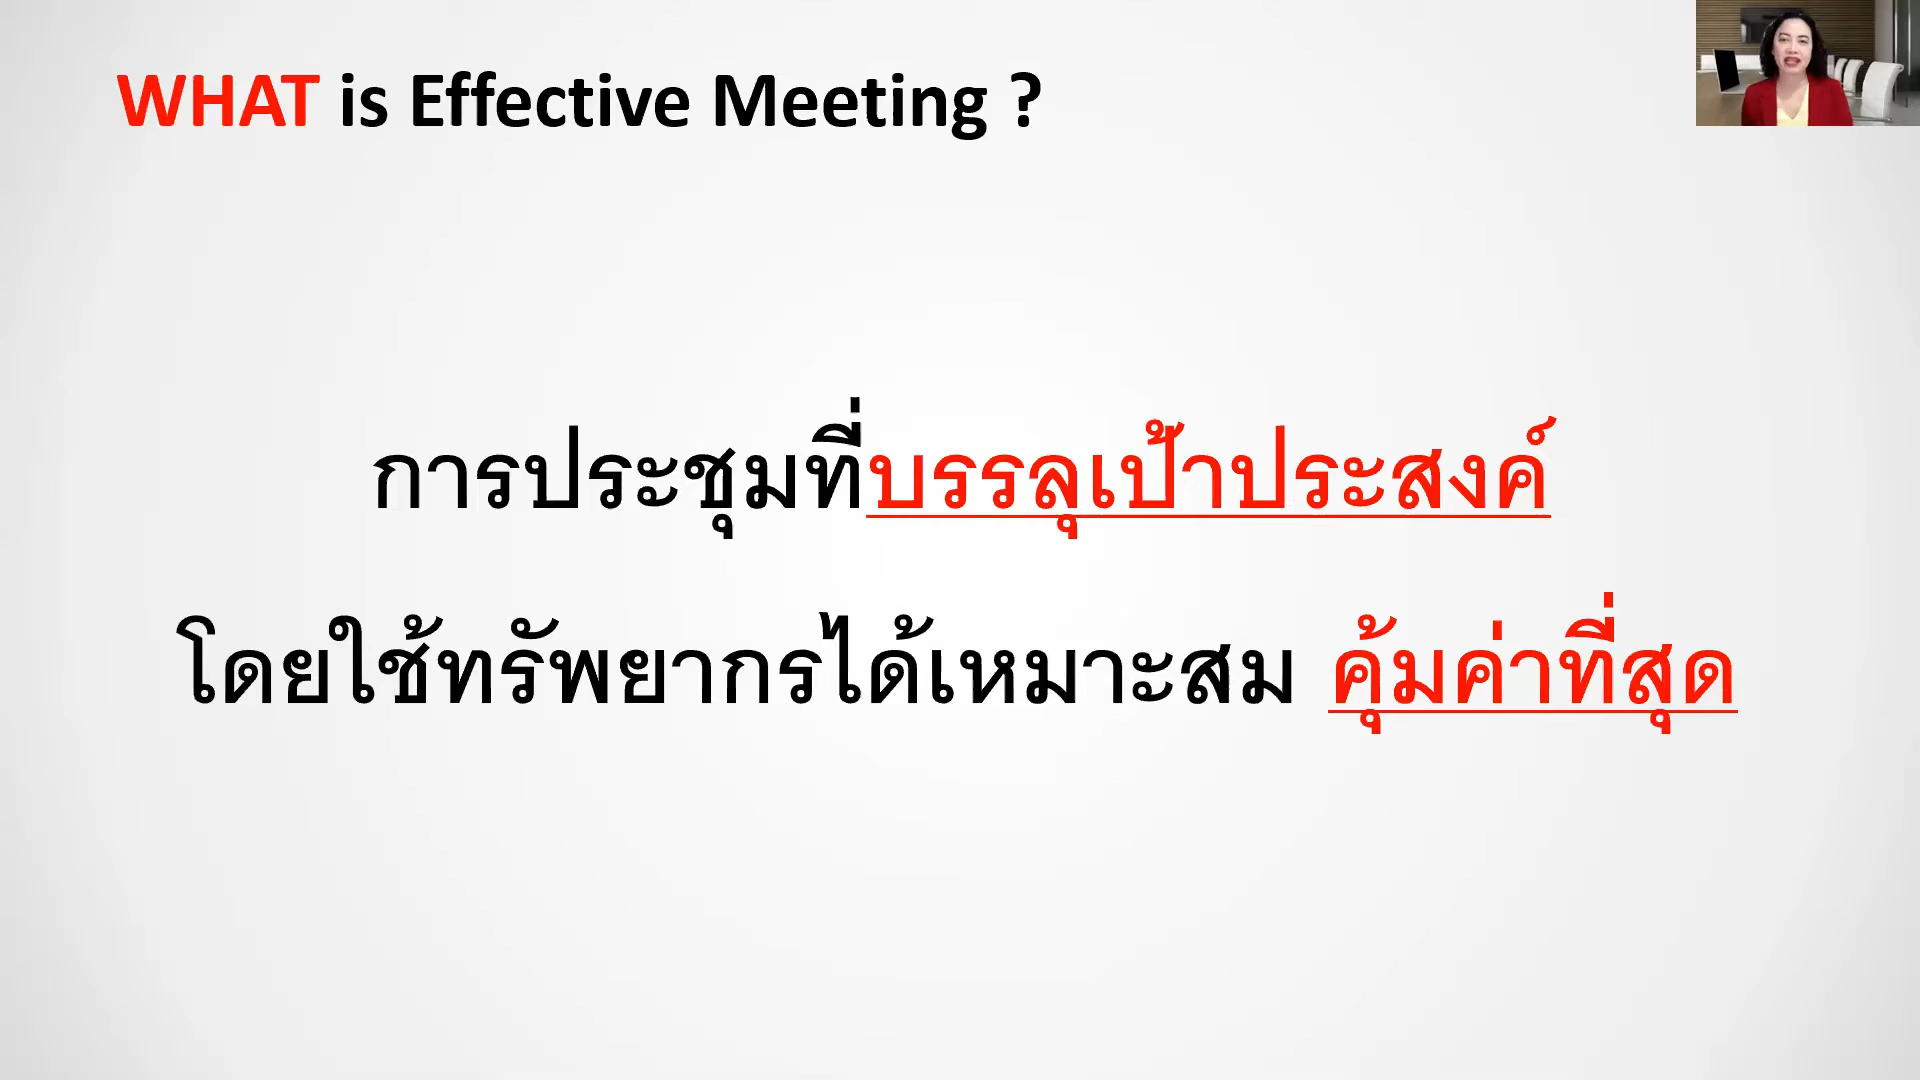 WHAT is Effective Meeting ?
การประชุมที่บรรลุเป้าประสงค์
โดยใช้ทรัพยากรได้เหมาะสม คุ้มค่าที่สุด